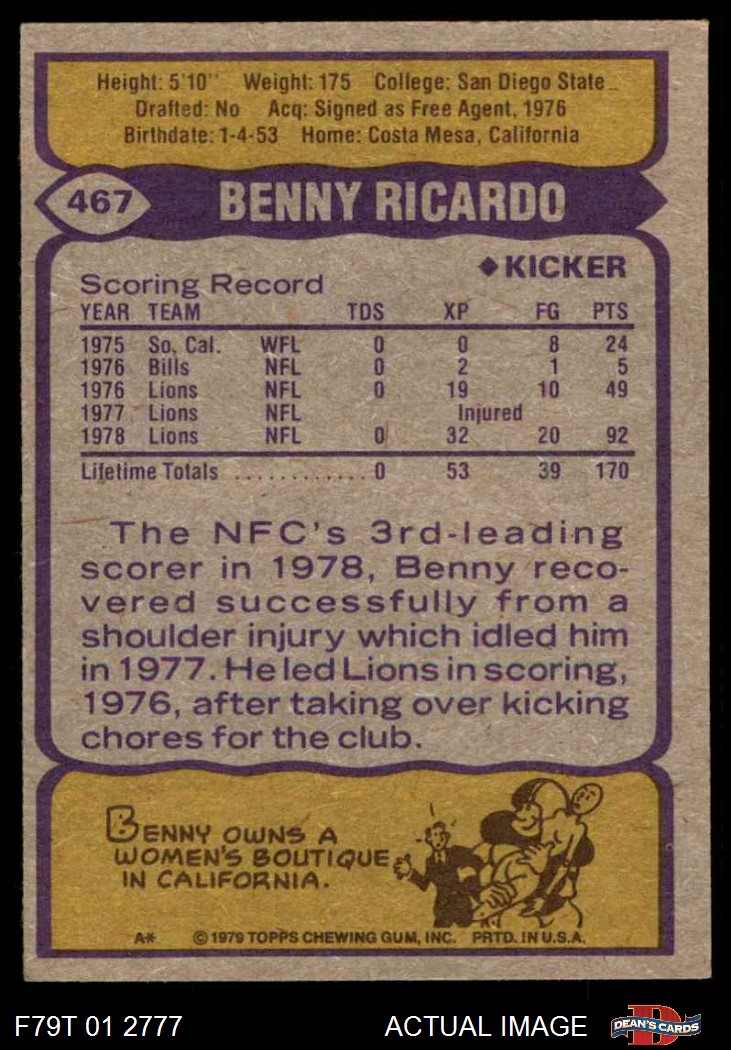 Height: 5'10" Weight: 175 College: San Diego State
Drafted: No Acq: Signed as Free Agent, 1976
Birthdate: 1-4-53 Home: Costa Mesa, California
467 BENNY RICARDO
◆KICKER
Scoring Record
YEAR TEAM TDS XP FG PTS
1975 So. Cal. WFL 0 0 8 24
1976 Bills NFL 0 2 1 5
1976 Lions NFL 0 19 10 49
1977 Lions NFL Injured
1978 Lions NFL 0 32 20 92
Lifetime Totals ............ 0 53 39 170
The NFC's 3rd-leading
scorer in 1978, Benny reco-
vered successfully from a
shoulder injury which idled him
in 1977. He led Lions in scoring,
1976, after taking over kicking
chores for the club.
BENNY OWNS A
WOMEN'S BOUTIQUE
IN CALIFORNIA.
A* © 1979 TOPPS CHEWING GUM, INC. PRTD. IN U.S.A.
F79T 01 2777 ACTUAL IMAGE D DEAN'S CARDS